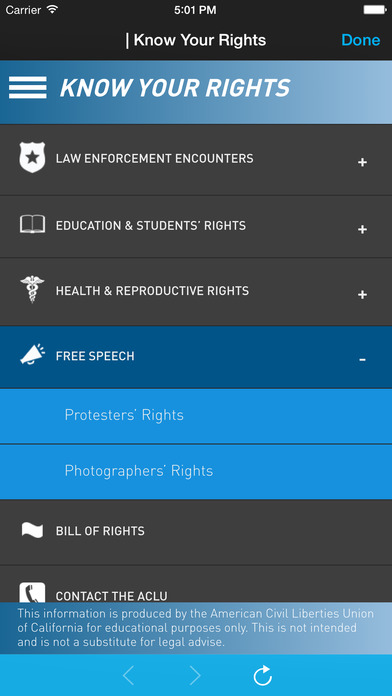 Carrier 5:01 PM
| Know Your Rights Done
KNOW YOUR RIGHTS
LAW ENFORCEMENT ENCOUNTERS +
EDUCATION & STUDENTS' RIGHTS +
HEALTH & REPRODUCTIVE RIGHTS +
FREE SPEECH -
Protesters' Rights
Photographers' Rights
BILL OF RIGHTS
CONTACT THE ACLU
This information is produced by the American Civil Liberties Union
of California for educational purposes only. This is not intended
and is not a substitute for legal advise.